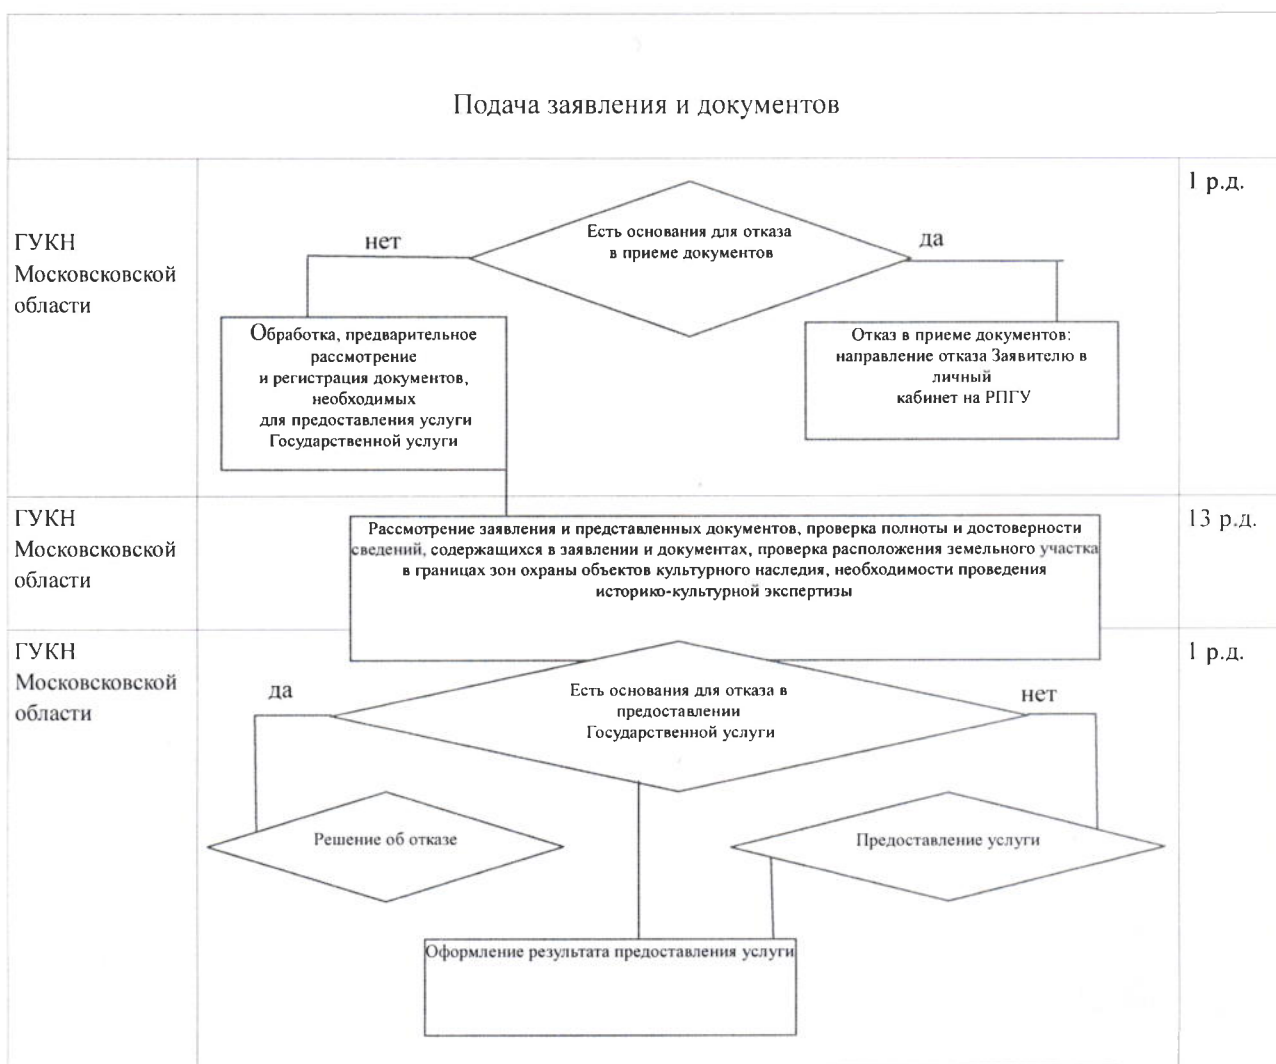 Подача заявления и документов
1 р.д.
ГУКН
Московсковской
области
нет
Есть основания для отказа
в приеме документов
да
Обработка, предварительное
рассмотрение
и регистрация документов,
необходимых
для предоставления услуги
Государственной услуги
Отказ в приеме документов:
направление отказа Заявителю в
личный
кабинет на РПГУ
ГУКН
Московсковской
области
Рассмотрение заявления и представленных документов, проверка полноты и достоверности
сведений, содержащихся в заявлении и документах, проверка расположения земельного участка
в границах зон охраны объектов культурного наследия, необходимости проведения
историко-культурной экспертизы
13 р.д.
ГУКН
Московсковской
области
да
Есть основания для отказа в
предоставлении
Государственной услуги
нет
1 р.д.
Решение об отказе
Предоставление услуги
Оформление результата предоставления услуги